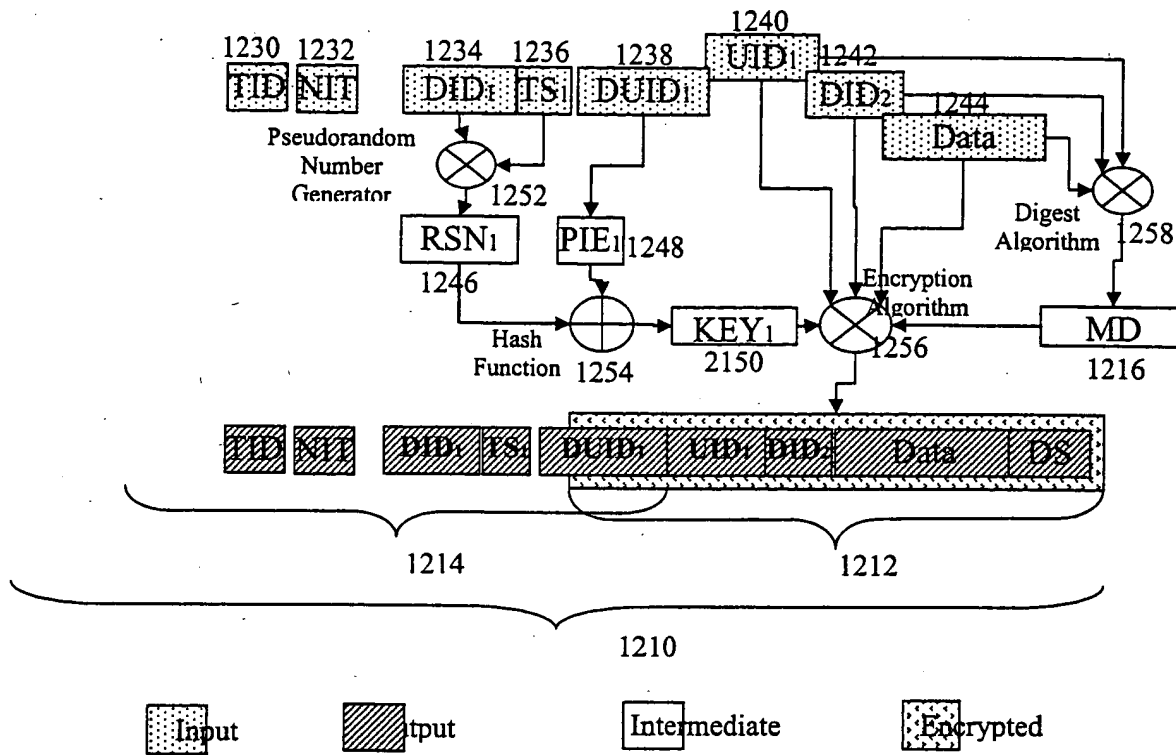 1230 1232 1234 1236 1238 1240 1242 1244
TID NIT DID₁ TS₁ DUID₁ UID₁ DID₂ Data
Pseudorandom
Number
Generator
1252
RSN₁
1246
PIE₁ 1248
Digest
Algorithm
1258
Encryption
Algorithm
Hash
Function
1254
KEY₁
2150
1256
MD
1216
TID NIT DID₁ TS₁ DUID₁ UID₁ DID₂ Data DS
1214
1212
1210
Input tput Intermediate Encrypted